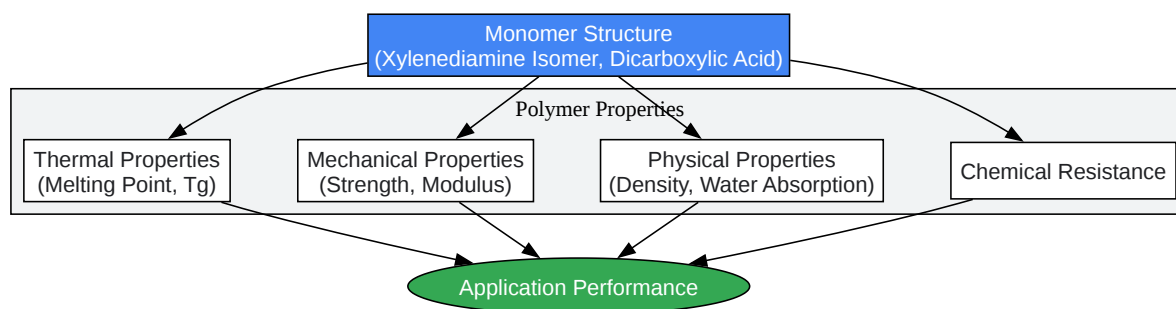 Monomer Structure
(Xylenediamine Isomer, Dicarboxylic Acid)
Polymer Properties
Thermal Properties
(Melting Point, Tg)
Mechanical Properties
(Strength, Modulus)
Physical Properties
(Density, Water Absorption)
Chemical Resistance
Application Performance